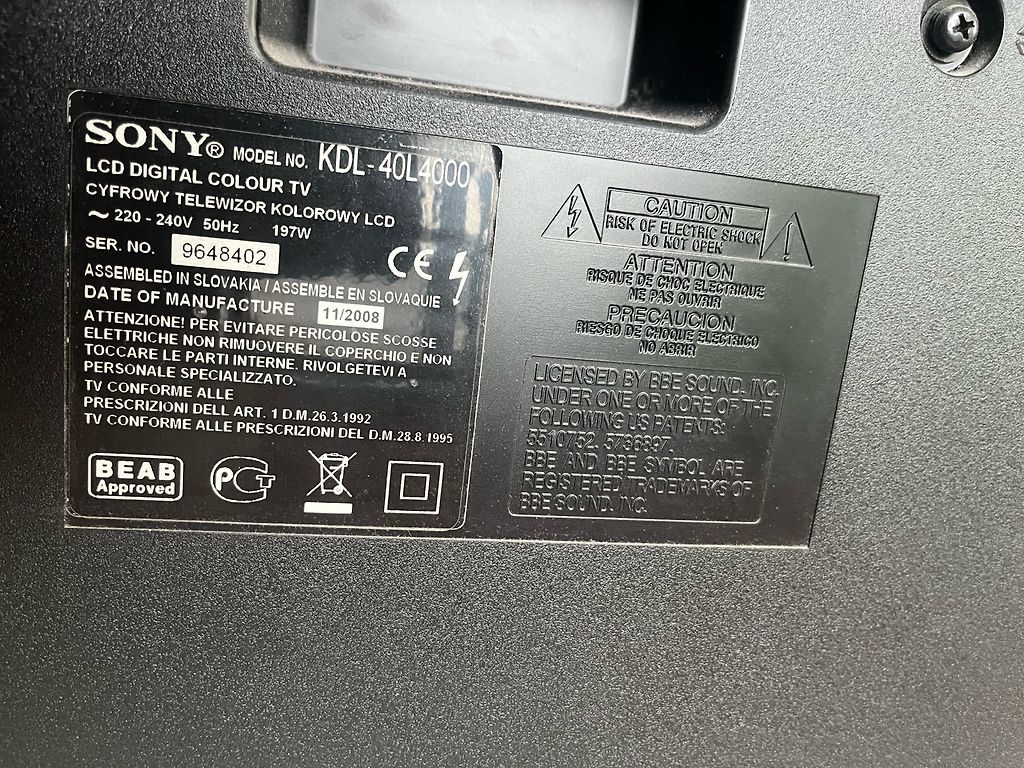 SONY® MODEL NO. KDL-40L4000
LCD DIGITAL COLOUR TV
CYFROWY TELEWIZOR KOLOROWY LCD
~ 220 - 240V 50Hz 197W
SER. NO. 9648402
CE
ASSEMBLED IN SLOVAKIA / ASSEMBLE EN SLOVAQUIE
DATE OF MANUFACTURE 11/2008
ATTENZIONE! PER EVITARE PERICOLOSE SCOSSE
ELETTRICHE NON RIMUOVERE IL COPERCHIO E NON
TOCCARE LE PARTI INTERNE. RIVOLGETEVI A
PERSONALE SPECIALIZZATO.
TV CONFORME ALLE
PRESCRIZIONI DELL ART. 1 D.M.26.3.1992
TV CONFORME ALLE PRESCRIZIONI DEL D.M.28.8.1995
BEAB
Approved
PCT
CAUTION
RISK OF ELECTRIC SHOCK
DO NOT OPEN
ATTENTION
RISQUE DE CHOC ELECTRIQUE
NE PAS OUVRIR
PRECAUCION
RIESGO DE CHOQUE ELECTRICO
NO ABRIR
LICENSED BY BBE SOUND, INC.
UNDER ONE OR MORE OF THE
FOLLOWING US PATENTS:
5510752, 5736897.
BBE AND BBE SYMBOL ARE
REGISTERED TRADEMARKS OF
BBE SOUND, INC.